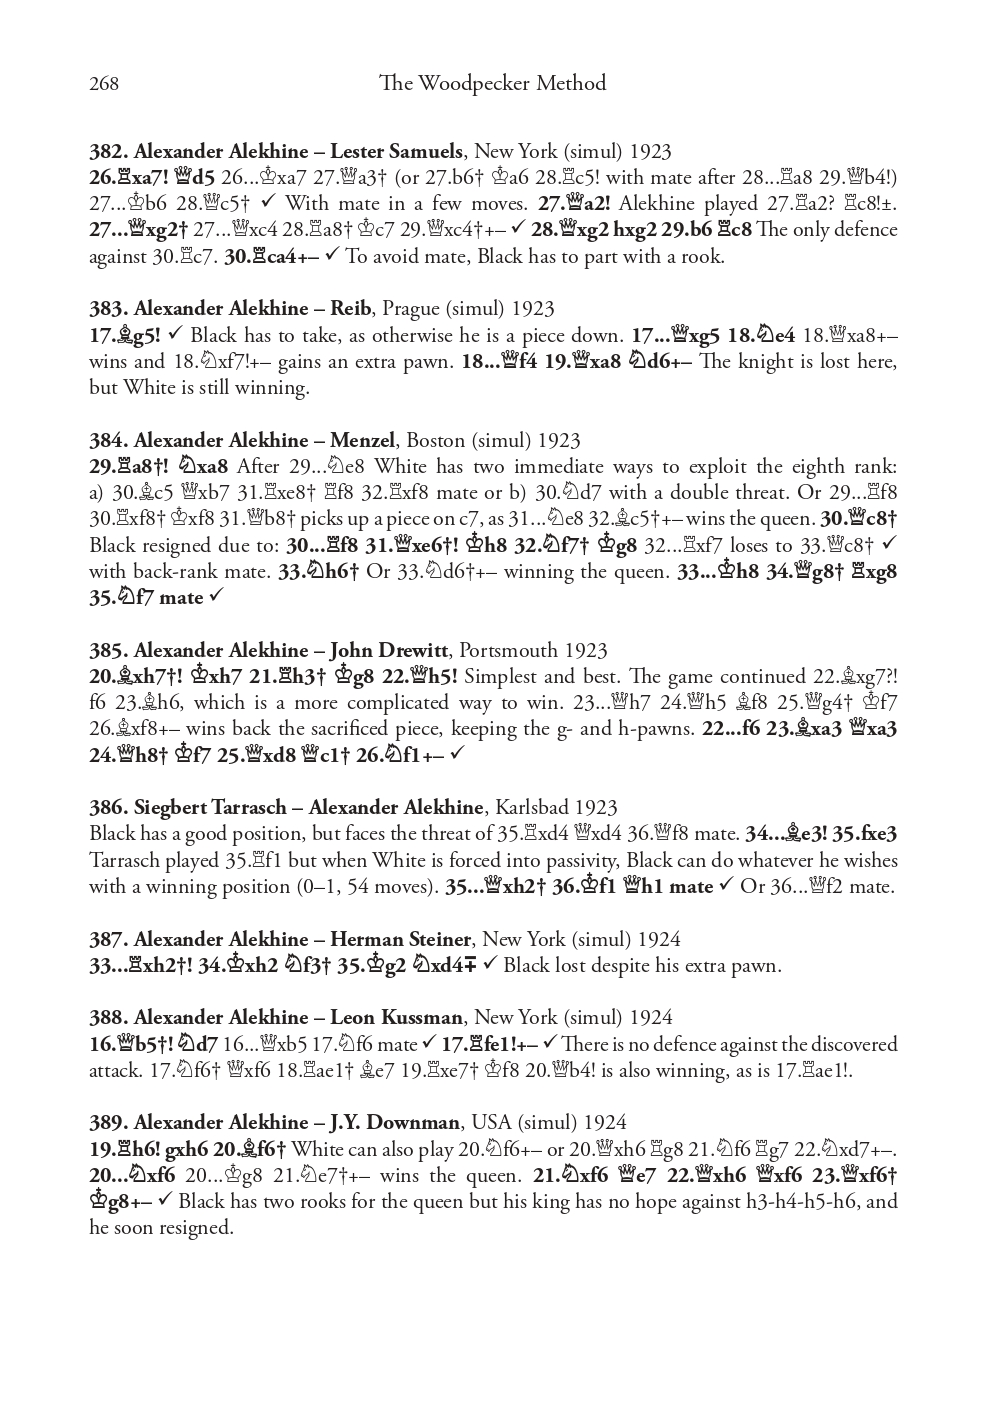 268 The Woodpecker Method
382. Alexander Alekhine – Lester Samuels, New York (simul) 1923
26.♖xa7! ♕d5 26...♔xa7 27.♕a3† (or 27.b6† ♔a6 28.♖c5! with mate after 28...♖a8 29.♕b4!)
27...♔b6 28.♕c5† ✓ With mate in a few moves. 27.♕a2! Alekhine played 27.♖a2? ♖c8!±.
27...♕xg2† 27...♕xc4 28.♖a8† ♔c7 29.♕xc4†+– ✓ 28.♕xg2 hxg2 29.b6 ♖c8 The only defence
against 30.♖c7. 30.♖ca4+– ✓ To avoid mate, Black has to part with a rook.
383. Alexander Alekhine – Reib, Prague (simul) 1923
17.♗g5! ✓ Black has to take, as otherwise he is a piece down. 17...♕xg5 18.♘e4 18.♕xa8+–
wins and 18.♘xf7!+– gains an extra pawn. 18...♕f4 19.♕xa8 ♘d6+– The knight is lost here,
but White is still winning.
384. Alexander Alekhine – Menzel, Boston (simul) 1923
29.♖a8†! ♘xa8 After 29...♘e8 White has two immediate ways to exploit the eighth rank:
a) 30.♗c5 ♕xb7 31.♖xe8† ♖f8 32.♖xf8 mate or b) 30.♘d7 with a double threat. Or 29...♖f8
30.♖xf8† ♔xf8 31.♕b8† picks up a piece on c7, as 31...♘e8 32.♗c5†+– wins the queen. 30.♕c8†
Black resigned due to: 30...♖f8 31.♕xe6†! ♔h8 32.♘f7† ♔g8 32...♖xf7 loses to 33.♕c8† ✓
with back-rank mate. 33.♘h6† Or 33.♘d6†+– winning the queen. 33...♔h8 34.♕g8† ♖xg8
35.♘f7 mate ✓
385. Alexander Alekhine – John Drewitt, Portsmouth 1923
20.♗xh7†! ♔xh7 21.♖h3† ♔g8 22.♕h5! Simplest and best. The game continued 22.♗xg7?!
f6 23.♗h6, which is a more complicated way to win. 23...♕h7 24.♕h5 ♗f8 25.♕g4† ♔f7
26.♗xf8+– wins back the sacrificed piece, keeping the g- and h-pawns. 22...f6 23.♗xa3 ♕xa3
24.♕h8† ♔f7 25.♕xd8 ♕c1† 26.♘f1+– ✓
386. Siegbert Tarrasch – Alexander Alekhine, Karlsbad 1923
Black has a good position, but faces the threat of 35.♖xd4 ♕xd4 36.♕f8 mate. 34...♗e3! 35.fxe3
Tarrasch played 35.♖f1 but when White is forced into passivity, Black can do whatever he wishes
with a winning position (0–1, 54 moves). 35...♕xh2† 36.♔f1 ♕h1 mate ✓ Or 36...♕f2 mate.
387. Alexander Alekhine – Herman Steiner, New York (simul) 1924
33...♖xh2†! 34.♔xh2 ♘f3† 35.♔g2 ♘xd4∓ ✓ Black lost despite his extra pawn.
388. Alexander Alekhine – Leon Kussman, New York (simul) 1924
16.♕b5†! ♘d7 16...♕xb5 17.♘f6 mate ✓ 17.♖fe1!+– ✓ There is no defence against the discovered
attack. 17.♘f6† ♕xf6 18.♖ae1† ♗e7 19.♖xe7† ♔f8 20.♕b4! is also winning, as is 17.♖ae1!.
389. Alexander Alekhine – J.Y. Downman, USA (simul) 1924
19.♖h6! gxh6 20.♗f6† White can also play 20.♘f6+– or 20.♕xh6 ♖g8 21.♘f6 ♖g7 22.♘xd7+–.
20...♘xf6 20...♔g8 21.♘e7†+– wins the queen. 21.♘xf6 ♕e7 22.♕xh6 ♕xf6 23.♕xf6†
♔g8+– ✓ Black has two rooks for the queen but his king has no hope against h3-h4-h5-h6, and
he soon resigned.